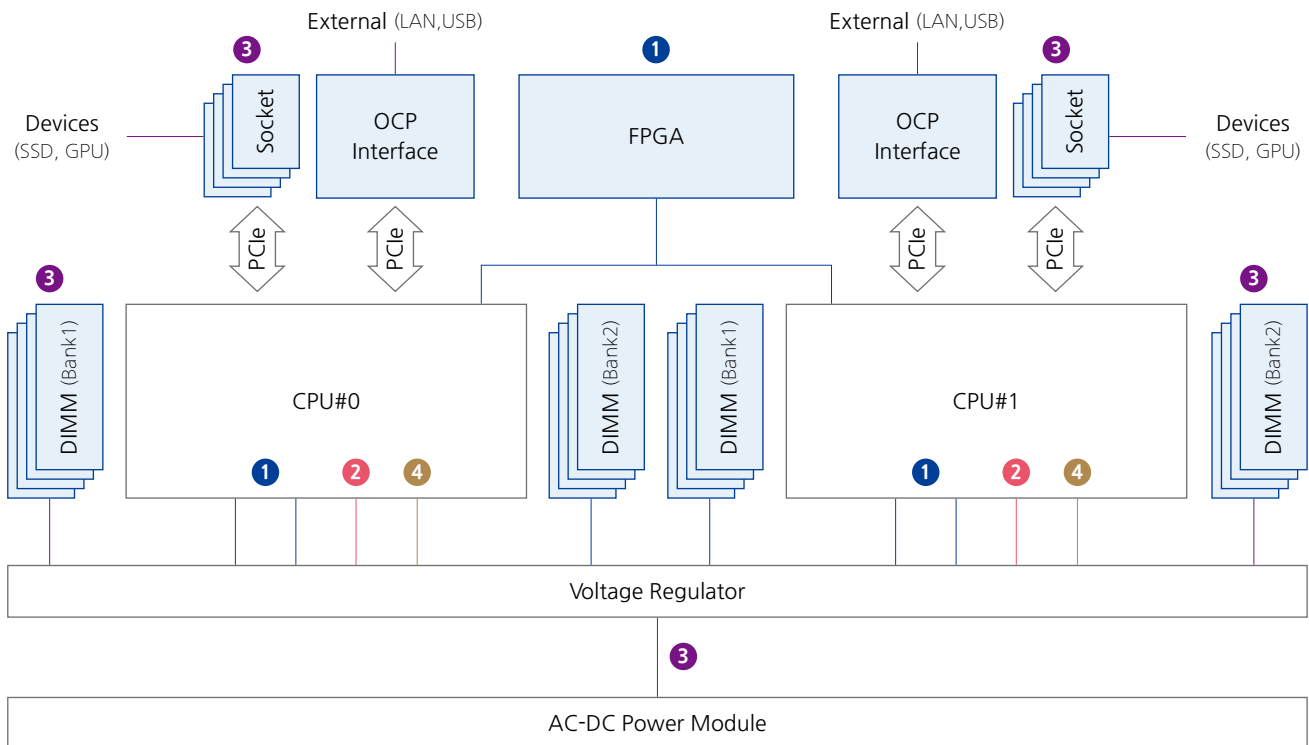 External (LAN,USB)
External (LAN,USB)
3
1
3
Devices
(SSD, GPU)
Socket
OCP
Interface
FPGA
OCP
Interface
Socket
Devices
(SSD, GPU)
PCIe
PCIe
PCIe
PCIe
3
3
DIMM (Bank1)
CPU#0
DIMM (Bank2)
DIMM (Bank1)
CPU#1
DIMM (Bank2)
1
2
4
1
2
4
Voltage Regulator
3
AC-DC Power Module